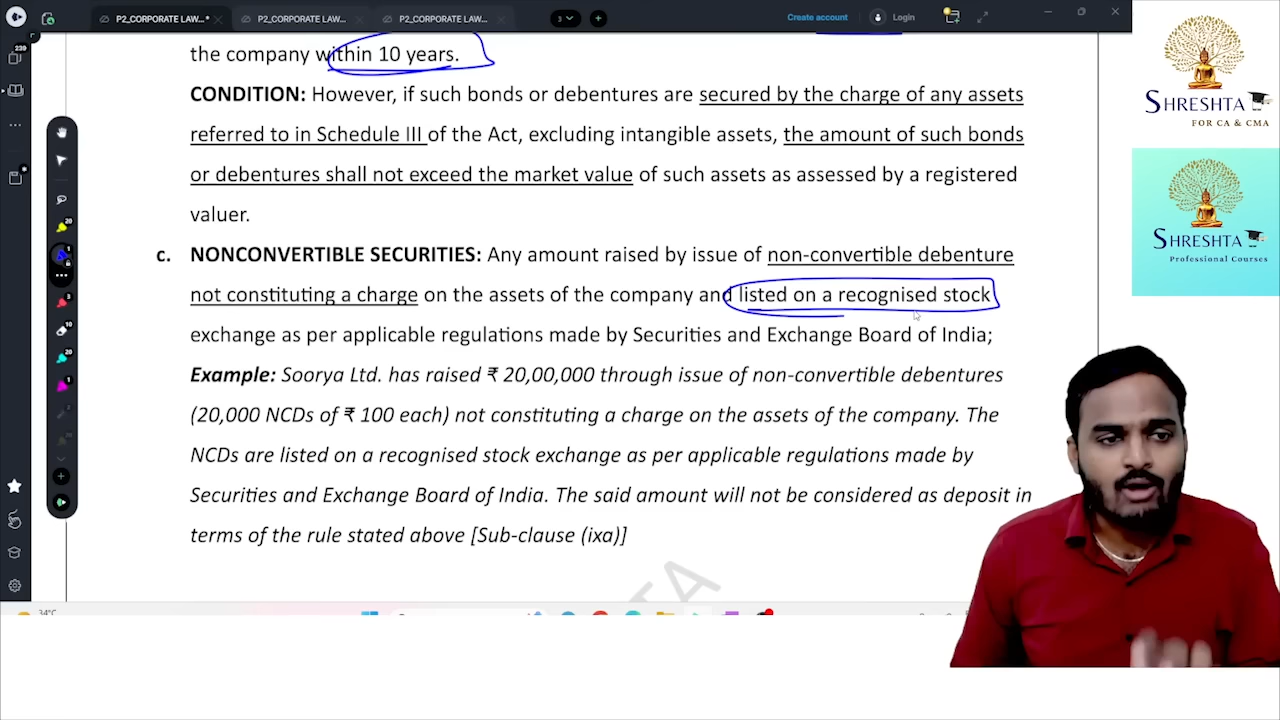 P2_CORPORATE LAW...*
P2_CORPORATE LAW...
P2_CORPORATE LAW...
3
Create account
Login
239
the company within 10 years.
CONDITION: However, if such bonds or debentures are secured by the charge of any assets
referred to in Schedule III of the Act, excluding intangible assets, the amount of such bonds
or debentures shall not exceed the market value of such assets as assessed by a registered
valuer.
c. NONCONVERTIBLE SECURITIES: Any amount raised by issue of non-convertible debenture
not constituting a charge on the assets of the company and listed on a recognised stock
exchange as per applicable regulations made by Securities and Exchange Board of India;
Example: Soorya Ltd. has raised ₹ 20,00,000 through issue of non-convertible debentures
(20,000 NCDs of ₹ 100 each) not constituting a charge on the assets of the company. The
NCDs are listed on a recognised stock exchange as per applicable regulations made by
Securities and Exchange Board of India. The said amount will not be considered as deposit in
terms of the rule stated above [Sub-clause (ixa)]
20
1
3
10
20
1
34°C
SHRESHTA
FOR CA & CMA
SHRESHTA
Professional Courses